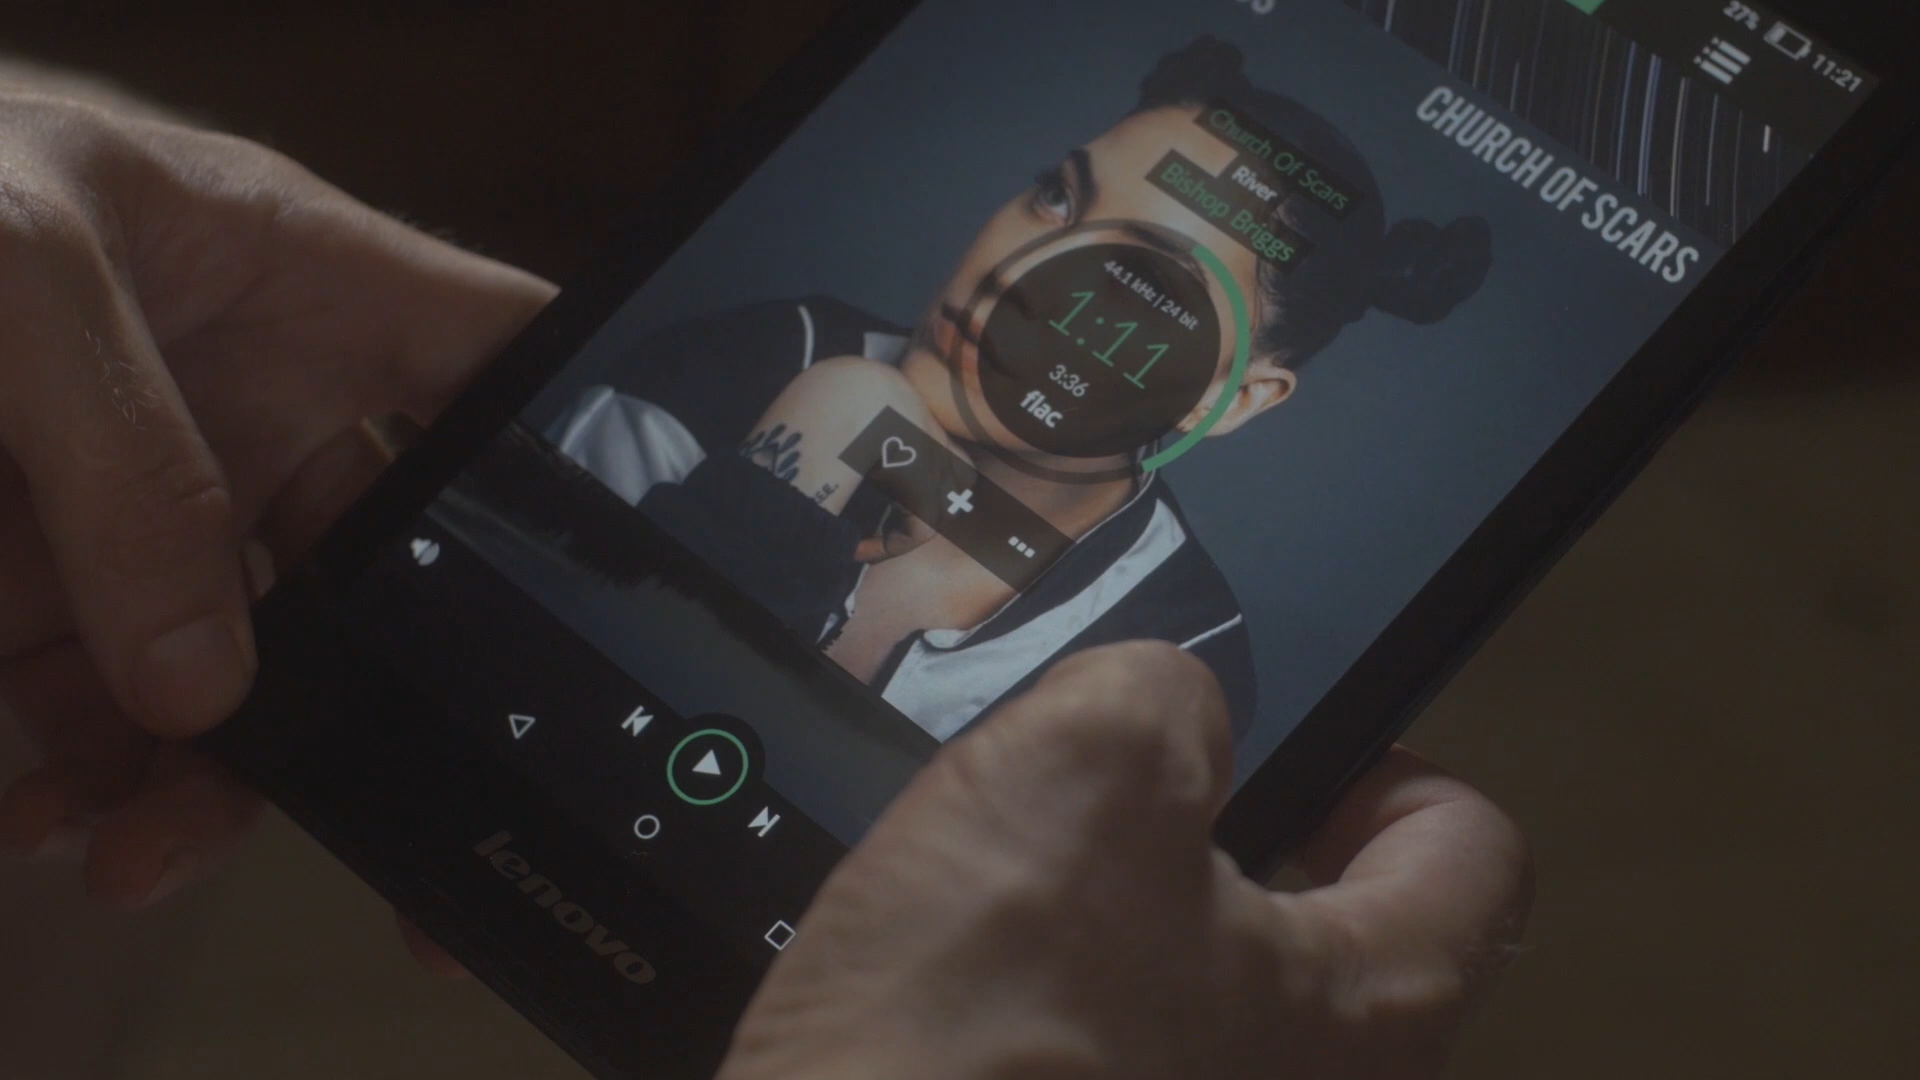 27% 11:21
CHURCH OF SCARS
Church Of Scars
River
Bishop Briggs
44.1 kHz | 24 bit
1:11
3:36
flac
lenovo